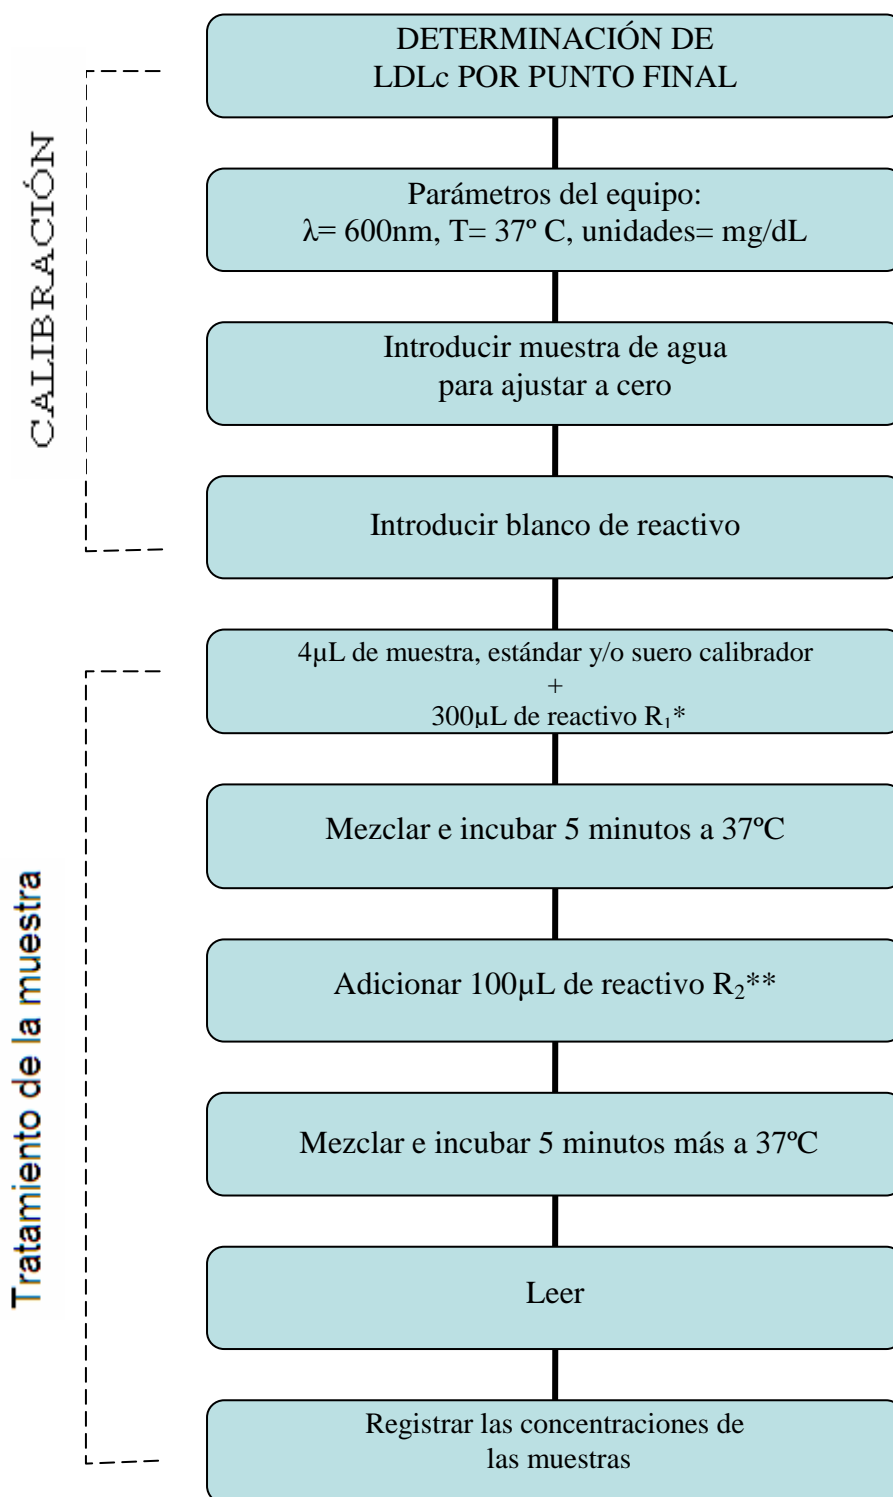 DETERMINACIÓN DE
LDLc POR PUNTO FINAL
CALIBRACIÓN
Parámetros del equipo:
λ= 600nm, T= 37º C, unidades= mg/dL
Introducir muestra de agua
para ajustar a cero
Introducir blanco de reactivo
4µL de muestra, estándar y/o suero calibrador
+
300µL de reactivo R₁*
Tratamiento de la muestra
Mezclar e incubar 5 minutos a 37ºC
Adicionar 100µL de reactivo R₂**
Mezclar e incubar 5 minutos más a 37ºC
Leer
Registrar las concentraciones de
las muestras